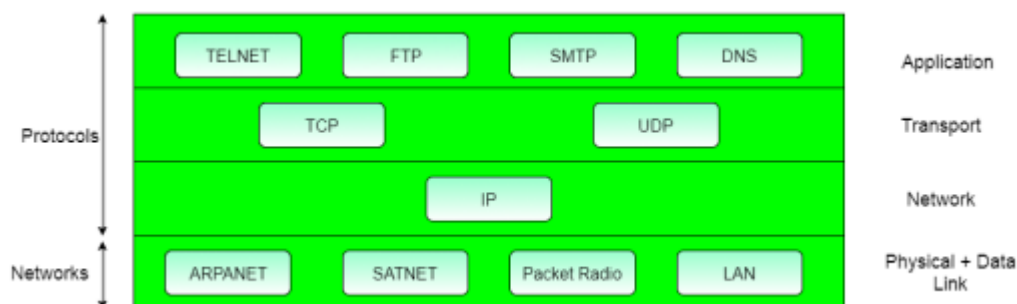 TELNET FTP SMTP DNS Application
TCP UDP Transport
Protocols
IP Network
Networks ARPANET SATNET Packet Radio LAN Physical + Data
Link